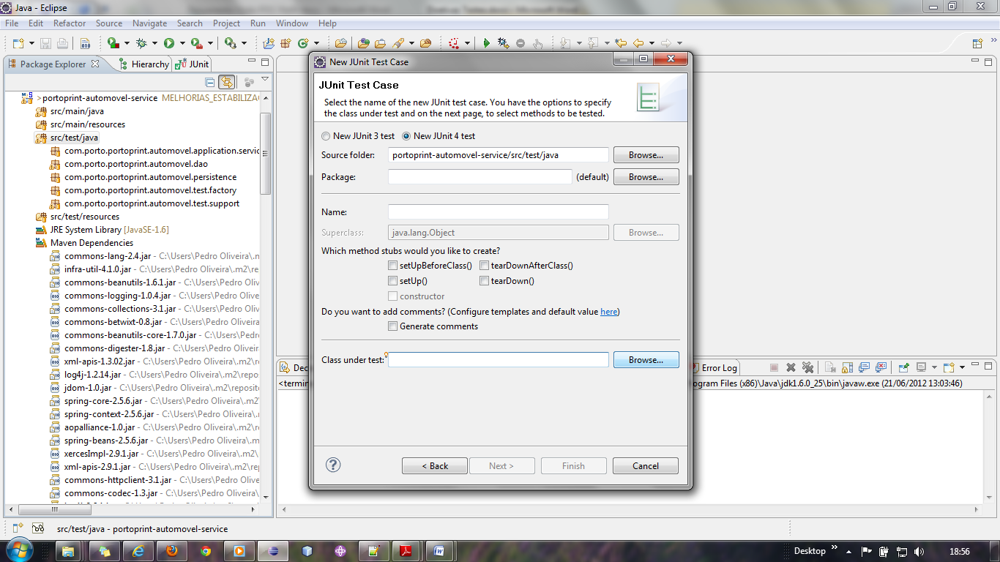 Java - Eclipse
File Edit Refactor Source Navigate Search Project Run Window Help
Package Explorer Hierarchy JUnit
portoprint-automovel-service MELHORIAS_ESTABILIZA
src/main/java
src/main/resources
src/test/java
com.porto.portoprint.automovel.application.servic
com.porto.portoprint.automovel.dao
com.porto.portoprint.automovel.persistence
com.porto.portoprint.automovel.test.factory
com.porto.portoprint.automovel.test.support
src/test/resources
JRE System Library [JavaSE-1.6]
Maven Dependencies
commons-lang-2.4.jar - C:\Users\Pedro Oliveira\.m
infra-util-4.1.0.jar - C:\Users\Pedro Oliveira\.m2\re
commons-beanutils-1.6.1.jar - C:\Users\Pedro Olive
commons-logging-1.0.4.jar - C:\Users\Pedro Oliveir
commons-collections-3.1.jar - C:\Users\Pedro Olive
commons-betwixt-0.8.jar - C:\Users\Pedro Oliveira
commons-beanutils-core-1.7.0.jar - C:\Users\Pedro
commons-digester-1.8.jar - C:\Users\Pedro Oliveira
xml-apis-1.3.02.jar - C:\Users\Pedro Oliveira\.m2\r
log4j-1.2.14.jar - C:\Users\Pedro Oliveira\.m2\repo
jdom-1.0.jar - C:\Users\Pedro Oliveira\.m2\reposit
spring-core-2.5.6.jar - C:\Users\Pedro Oliveira\.m2
spring-context-2.5.6.jar - C:\Users\Pedro Oliveira\
aopalliance-1.0.jar - C:\Users\Pedro Oliveira\.m2\r
spring-beans-2.5.6.jar - C:\Users\Pedro Oliveira\.m
xercesImpl-2.9.1.jar - C:\Users\Pedro Oliveira\.m2\
xml-apis-2.9.1.jar - C:\Users\Pedro Oliveira\.m2\rep
commons-httpclient-3.1.jar - C:\Users\Pedro Oliveir
commons-codec-1.3.jar - C:\Users\Pedro Oliveira\.
New JUnit Test Case
JUnit Test Case
Select the name of the new JUnit test case. You have the options to specify
the class under test and on the next page, to select methods to be tested.
New JUnit 3 test New JUnit 4 test
Source folder: portoprint-automovel-service/src/test/java Browse...
Package: (default) Browse...
Name:
Superclass: java.lang.Object Browse...
Which method stubs would you like to create?
setUpBeforeClass() tearDownAfterClass()
setUp() tearDown()
constructor
Do you want to add comments? (Configure templates and default value here)
Generate comments
Class under test: Browse...
< Back Next > Finish Cancel
Dec Error Log
<termin ogram Files (x86)\Java\jdk1.6.0_25\bin\javaw.exe (21/06/2012 13:03:46)
src/test/java - portoprint-automovel-service
Desktop 18:56